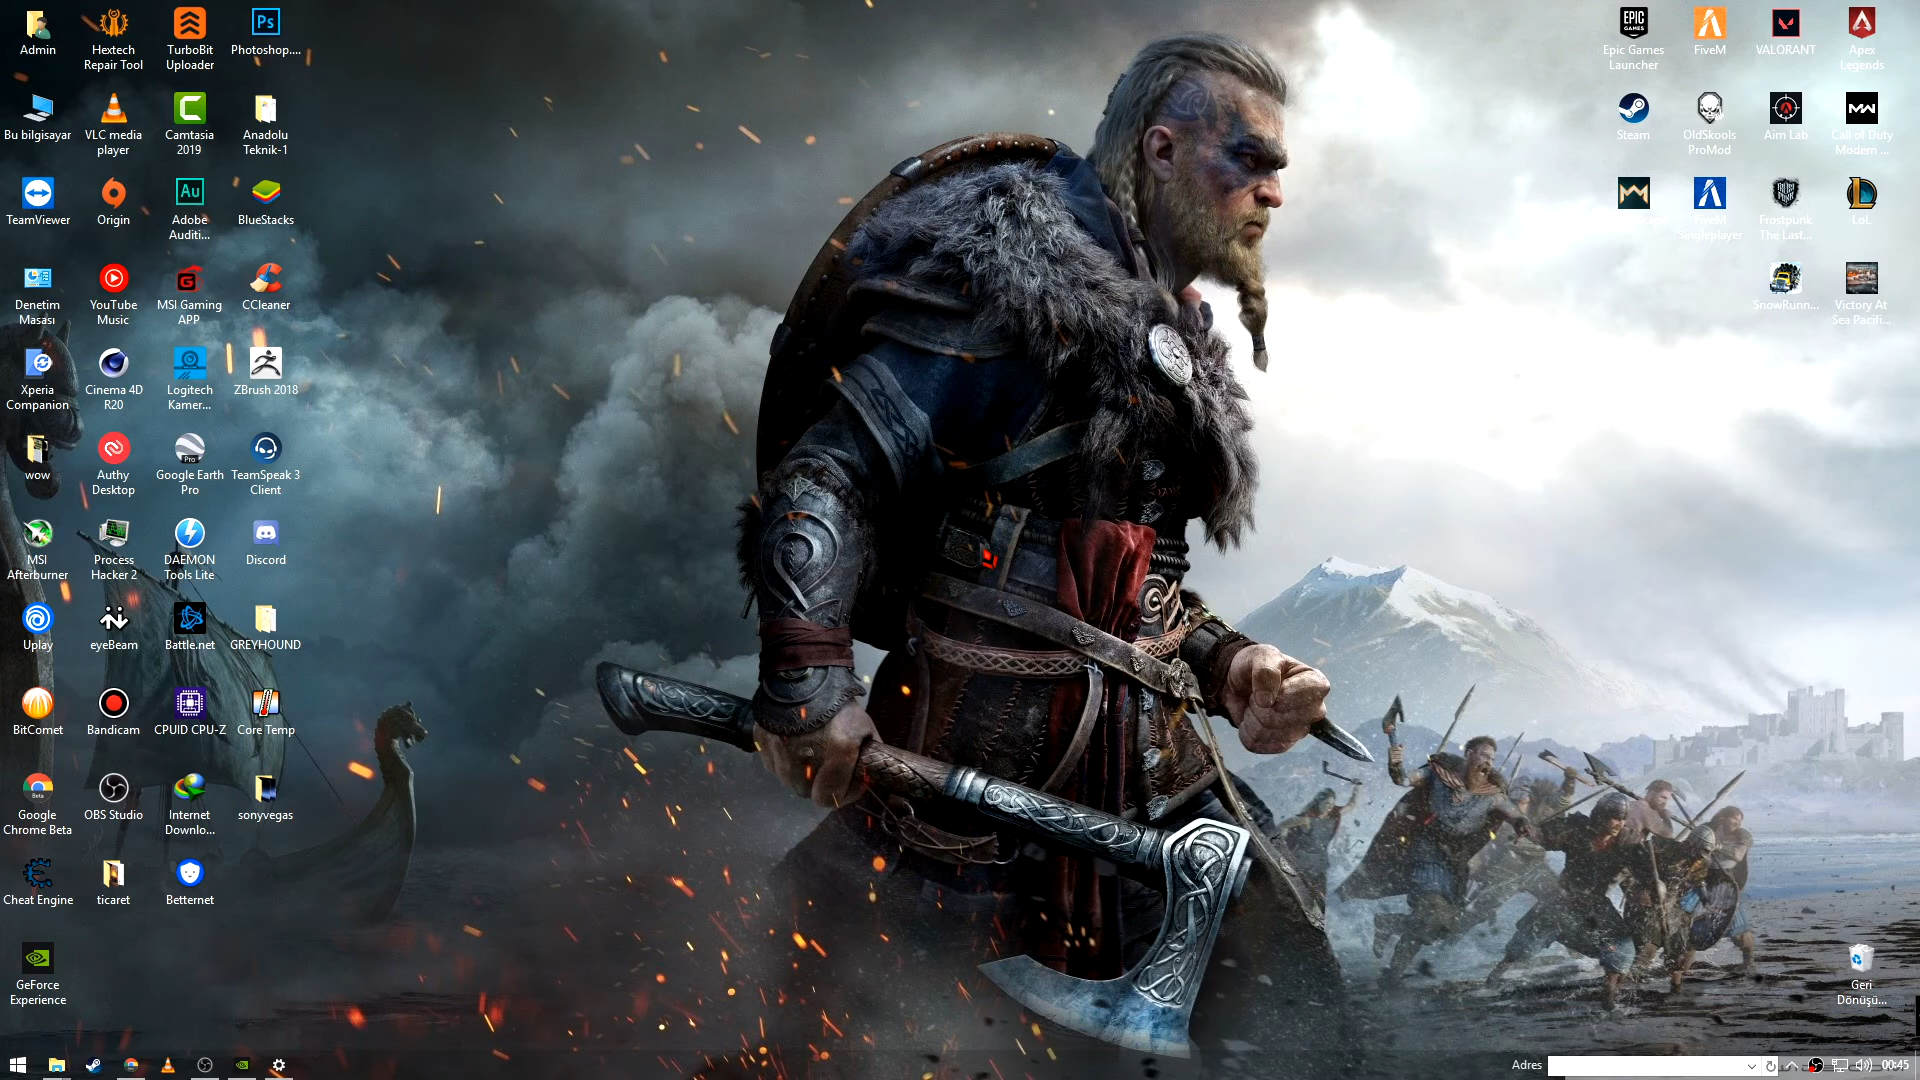 Admin
Hextech
Repair Tool
TurboBit
Uploader
Photoshop....
Bu bilgisayar
VLC media
player
Camtasia
2019
Anadolu
Teknik-1
TeamViewer
Origin
Adobe
Auditi...
BlueStacks
Denetim
Masası
YouTube
Music
MSI Gaming
APP
CCleaner
Xperia
Companion
Cinema 4D
R20
Logitech
Kamer...
ZBrush 2018
wow
Authy
Desktop
Google Earth
Pro
TeamSpeak 3
Client
MSI
Afterburner
Process
Hacker 2
DAEMON
Tools Lite
Discord
Uplay
eyeBeam
Battle.net
GREYHOUND
BitComet
Bandicam
CPUID CPU-Z
Core Temp
Google
Chrome Beta
OBS Studio
Internet
Downlo...
sonyvegas
Cheat Engine
ticaret
Betternet
GeForce
Experience
Epic Games
Launcher
FiveM
VALORANT
Apex
Legends
Steam
OldSkools
ProMod
Aim Lab
Call of Duty
Modern ...
FiveM
Singleplayer
Frostpunk
The Last...
LoL
SnowRunn...
Victory At
Sea Pacifi...
Geri
Dönüşü...
Adres
00:45